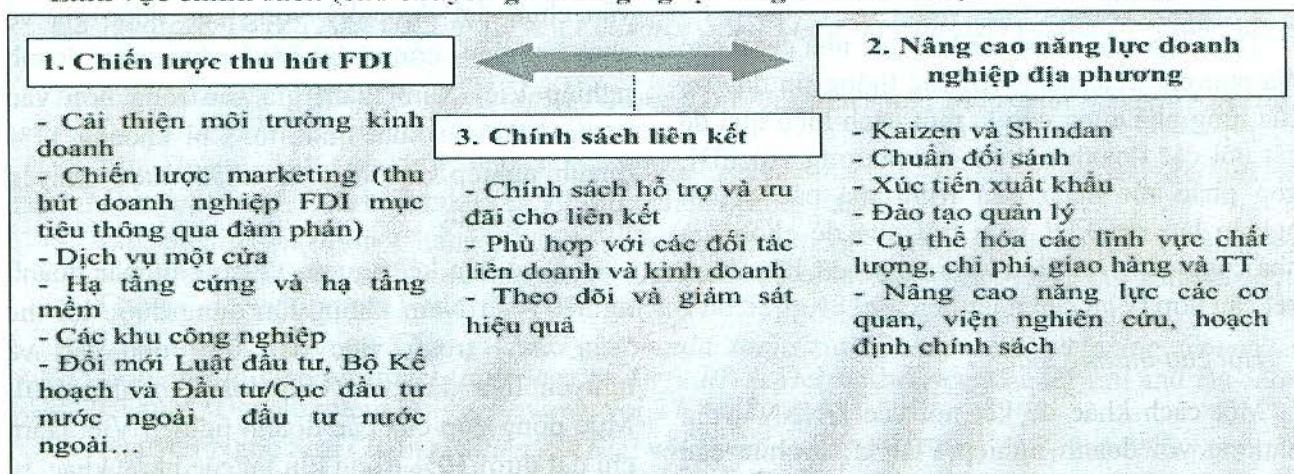 1. Chiến lược thu hút FDI
- Cải thiện môi trường kinh
doanh
- Chiến lược marketing (thu
hút doanh nghiệp FDI mục
tiêu thông qua đàm phán)
- Dịch vụ một cửa
- Hạ tầng cứng và hạ tầng
mềm
- Các khu công nghiệp
- Đổi mới Luật đầu tư, Bộ Kế
hoạch và Đầu tư/Cục đầu tư
nước ngoài đầu tư nước
ngoài...
3. Chính sách liên kết
- Chính sách hỗ trợ và ưu
đãi cho liên kết
- Phù hợp với các đối tác
liên doanh và kinh doanh
- Theo dõi và giám sát
hiệu quả
2. Nâng cao năng lực doanh
nghiệp địa phương
- Kaizen và Shindan
- Chuẩn đối sánh
- Xúc tiến xuất khẩu
- Đào tạo quản lý
- Cụ thể hóa các lĩnh vực chất
lượng, chi phí, giao hàng và TT
- Nâng cao năng lực các cơ
quan, viện nghiên cứu, hoạch
định chính sách